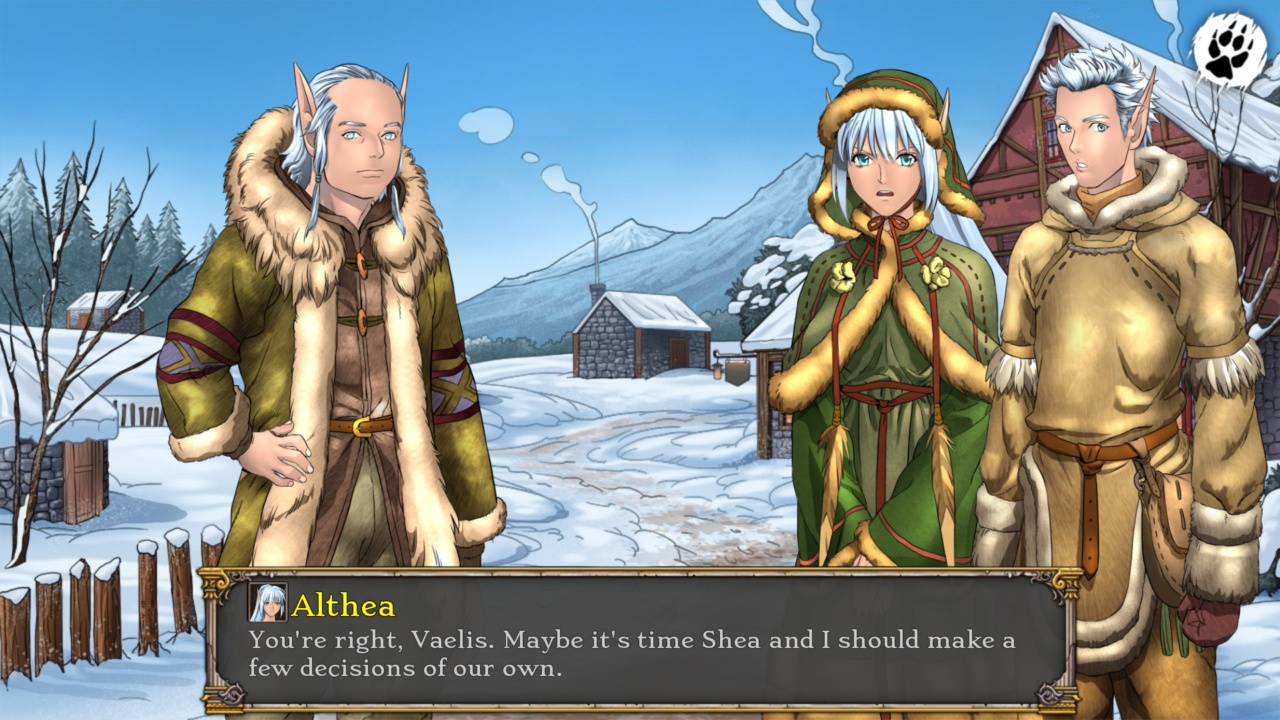 Althea
You're right, Vaelis. Maybe it's time Shea and I should make a
few decisions of our own.